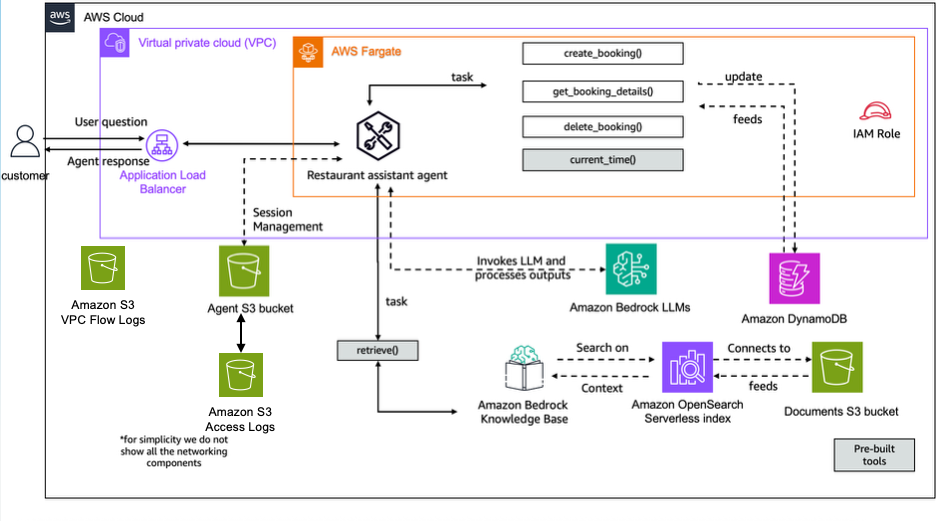 aws
AWS Cloud
Virtual private cloud (VPC)
AWS Fargate
create_booking()
task
update
get_booking_details()
feeds
User question
delete_booking()
IAM Role
Agent response
current_time()
customer
Application Load
Balancer
Restaurant assistant agent
Session
Management
Invokes LLM and
processes outputs
Amazon S3
VPC Flow Logs
Agent S3 bucket
task
Amazon Bedrock LLMs
Amazon DynamoDB
retrieve()
Search on
Connects to
Context
feeds
Amazon S3
Access Logs
Amazon Bedrock
Knowledge Base
Amazon OpenSearch
Serverless index
Documents S3 bucket
*for simplicity we do not
show all the networking
components
Pre-built
tools